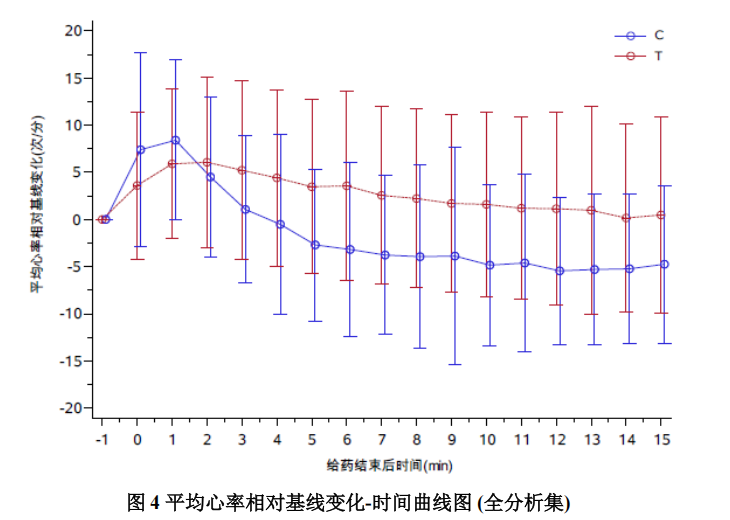 20
15
10
5
0
-5
-10
-15
-20
平均心率相对基线变化(次/分)
C
T
-1 0 1 2 3 4 5 6 7 8 9 10 11 12 13 14 15
给药结束后时间(min)
图 4 平均心率相对基线变化-时间曲线图 (全分析集)